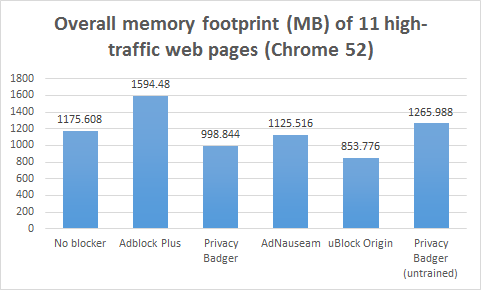 Overall memory footprint (MB) of 11 high-
traffic web pages (Chrome 52)
1800
1600
1400
1200
1000
800
600
400
200
0
1175.608
1594.48
998.844
1125.516
853.776
1265.988
No blocker
Adblock Plus
Privacy
Badger
AdNauseam
uBlock Origin
Privacy
Badger
(untrained)